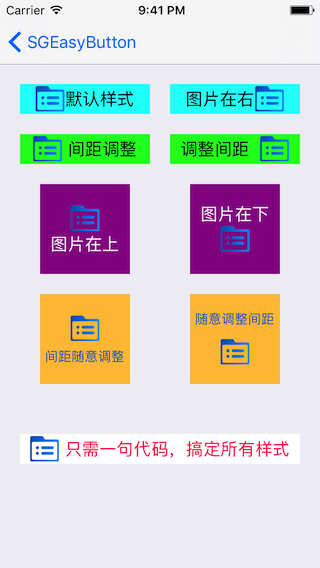 Carrier 9:41 PM
SGEasyButton
默认样式 图片在右
间距调整 调整间距
图片在上 图片在下
间距随意调整 随意调整间距
只需一句代码，搞定所有样式